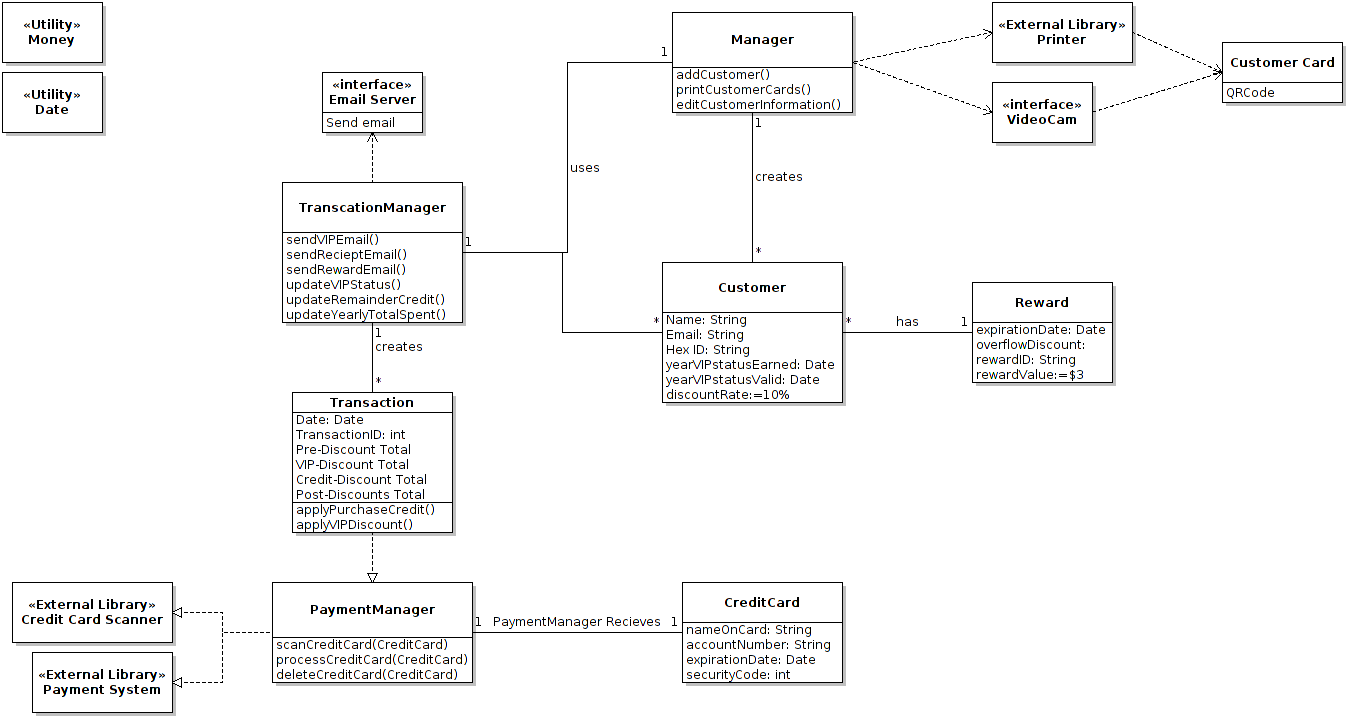 «Utility»
Money
«Utility»
Date
«interface»
Email Server
Send email
Manager
addCustomer()
printCustomerCards()
editCustomerInformation()
1
1
creates
*
«External Library»
Printer
«interface»
VideoCam
Customer Card
QRCode
uses
TranscationManager
sendVIPEmail()
sendRecieptEmail()
sendRewardEmail()
updateVIPStatus()
updateRemainderCredit()
updateYearlyTotalSpent()
1
1
creates
*
*
Customer
Name: String
Email: String
Hex ID: String
yearVIPstatusEarned: Date
yearVIPstatusValid: Date
discountRate:=10%
*
has
1
Reward
expirationDate: Date
overflowDiscount:
rewardID: String
rewardValue:=$3
Transaction
Date: Date
TransactionID: int
Pre-Discount Total
VIP-Discount Total
Credit-Discount Total
Post-Discounts Total
applyPurchaseCredit()
applyVIPDiscount()
«External Library»
Credit Card Scanner
«External Library»
Payment System
PaymentManager
scanCreditCard(CreditCard)
processCreditCard(CreditCard)
deleteCreditCard(CreditCard)
1
PaymentManager Recieves
1
CreditCard
nameOnCard: String
accountNumber: String
expirationDate: Date
securityCode: int